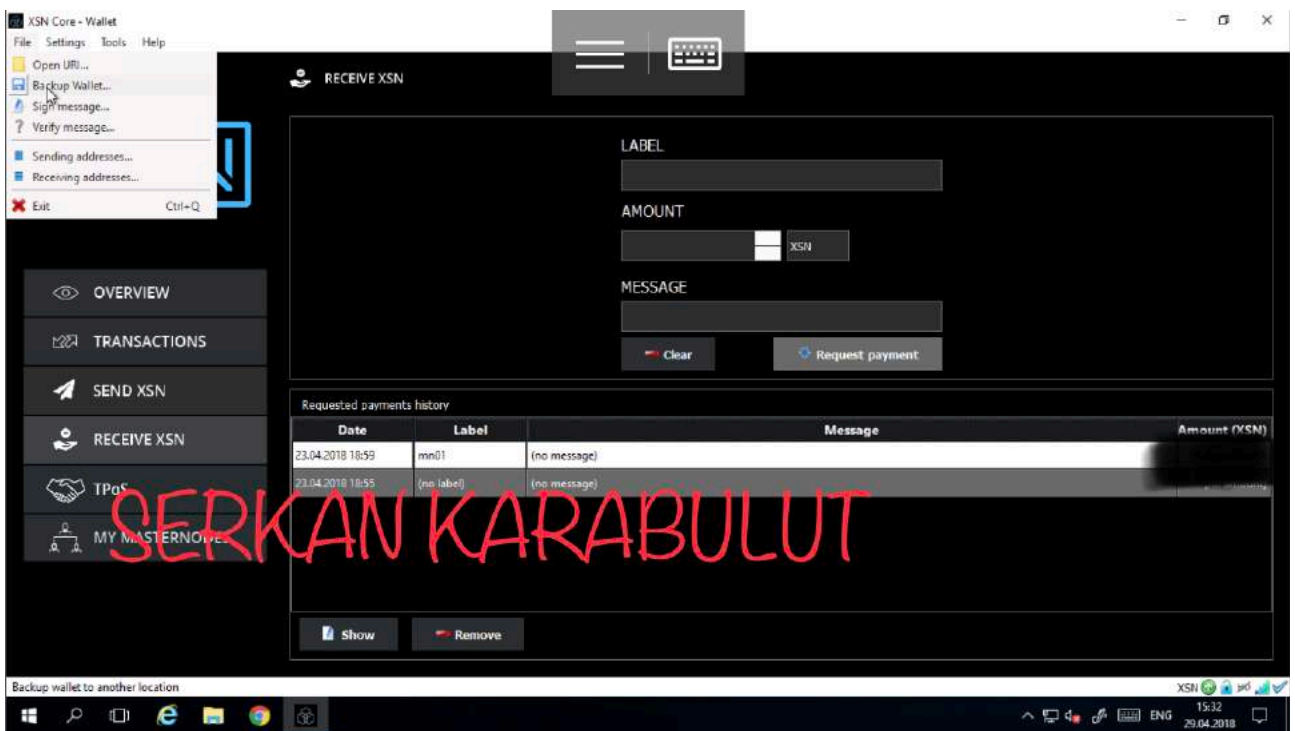 XSN Core - Wallet
File Settings Tools Help
Open URI...
Backup Wallet...
Sign message...
Verify message...
Sending addresses...
Receiving addresses...
Exit Ctrl+Q
RECEIVE XSN
LABEL
AMOUNT
XSN
MESSAGE
Clear Request payment
OVERVIEW
TRANSACTIONS
SEND XSN
RECEIVE XSN
TPoS
MY MASTERNODES
Requested payments history
Date Label Message Amount (XSN)
23.04.2018 18:59 mn01 (no message)
23.04.2018 18:55 (no label) (no message)
SERKAN KARABULUT
Show Remove
Backup wallet to another location
XSN
ENG
15:32
29.04.2018